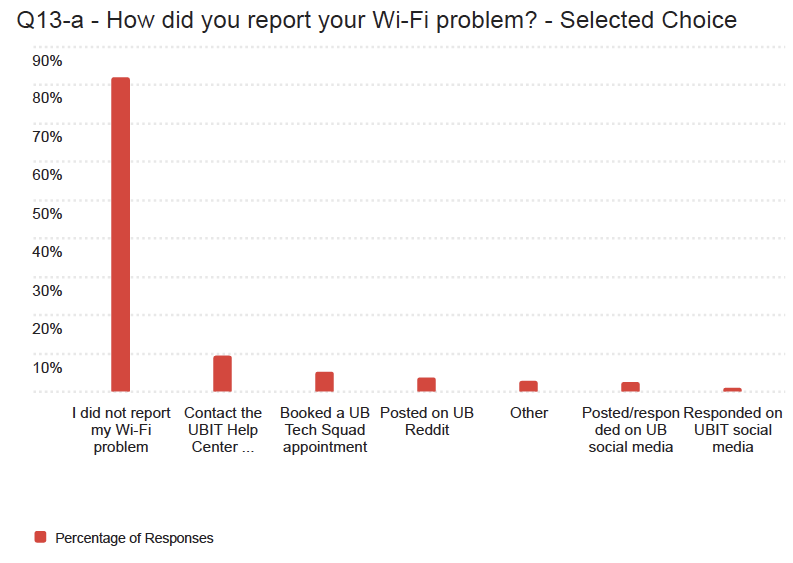 Q13-a - How did you report your Wi-Fi problem? - Selected Choice
90%
80%
70%
60%
50%
40%
30%
20%
10%
I did not report
my Wi-Fi
problem
Contact the
UBIT Help
Center ...
Booked a UB
Tech Squad
appointment
Posted on UB
Reddit
Other
Posted/respon
ded on UB
social media
Responded on
UBIT social
media
Percentage of Responses